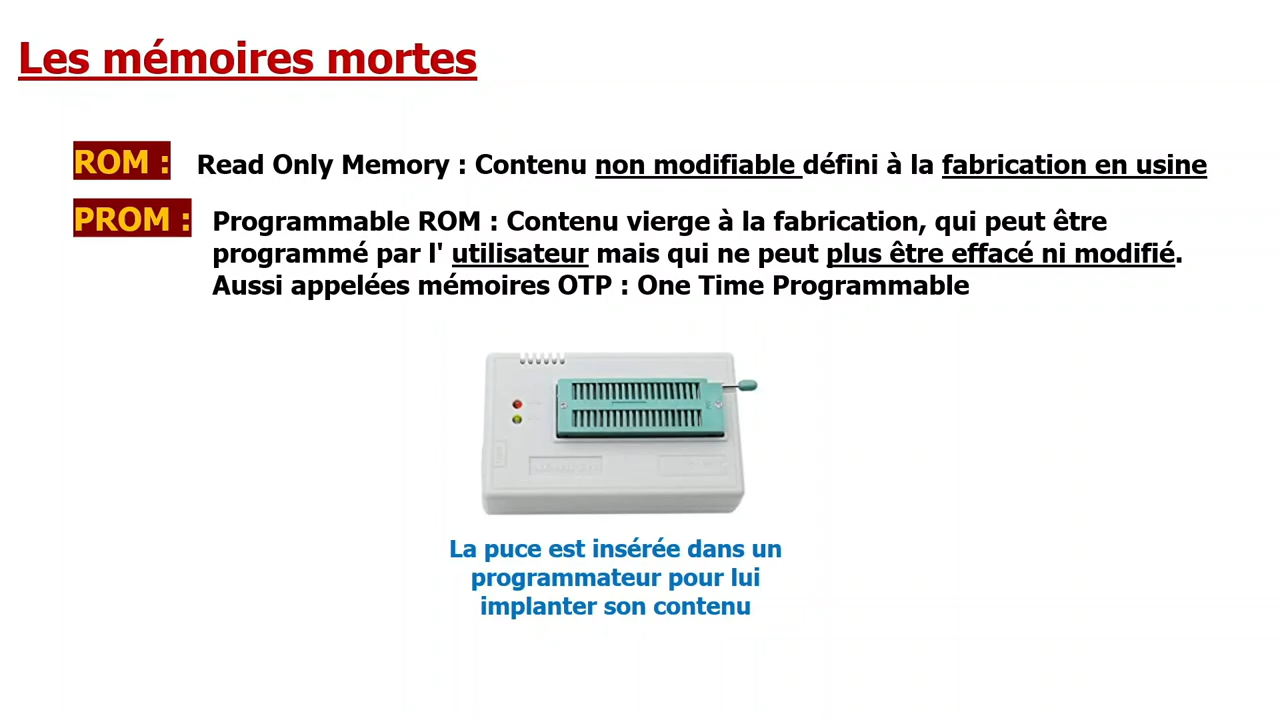 Les mémoires mortes
ROM : Read Only Memory : Contenu non modifiable défini à la fabrication en usine
PROM : Programmable ROM : Contenu vierge à la fabrication, qui peut être
programmé par l' utilisateur mais qui ne peut plus être effacé ni modifié.
Aussi appelées mémoires OTP : One Time Programmable
La puce est insérée dans un
programmateur pour lui
implanter son contenu